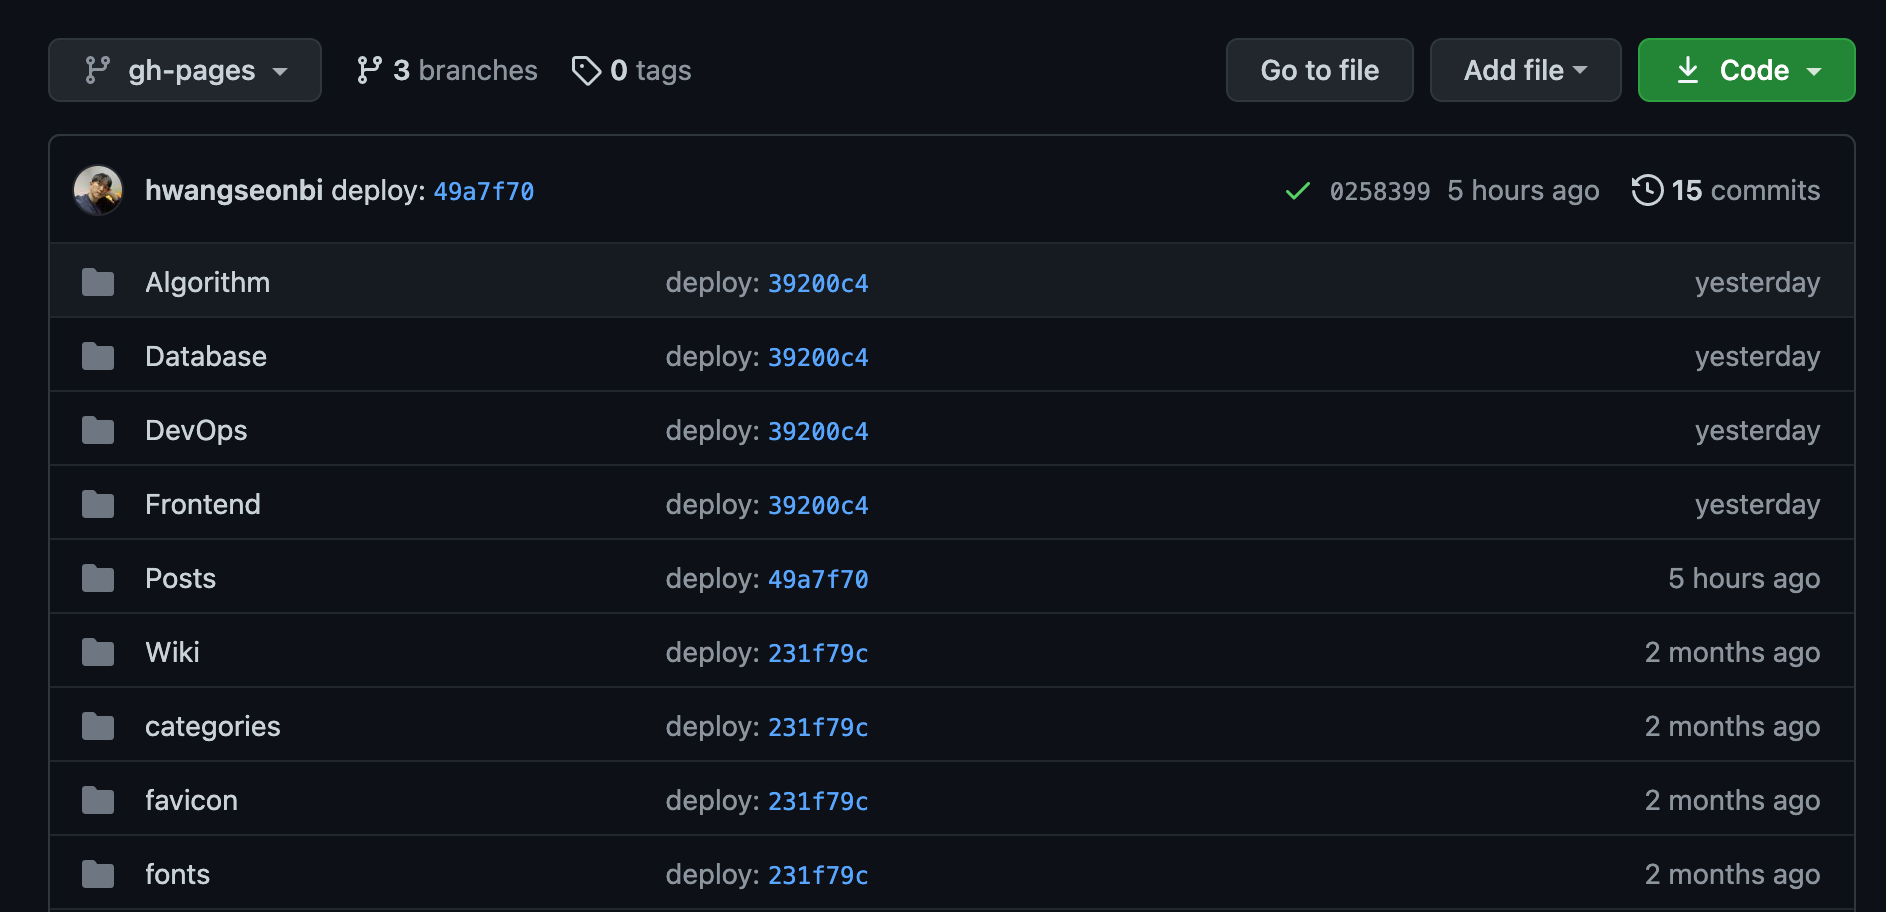 gh-pages 3 branches 0 tags Go to file Add file Code
hwangseonbi deploy: 49a7f70 0258399 5 hours ago 15 commits
Algorithm deploy: 39200c4 yesterday
Database deploy: 39200c4 yesterday
DevOps deploy: 39200c4 yesterday
Frontend deploy: 39200c4 yesterday
Posts deploy: 49a7f70 5 hours ago
Wiki deploy: 231f79c 2 months ago
categories deploy: 231f79c 2 months ago
favicon deploy: 231f79c 2 months ago
fonts deploy: 231f79c 2 months ago